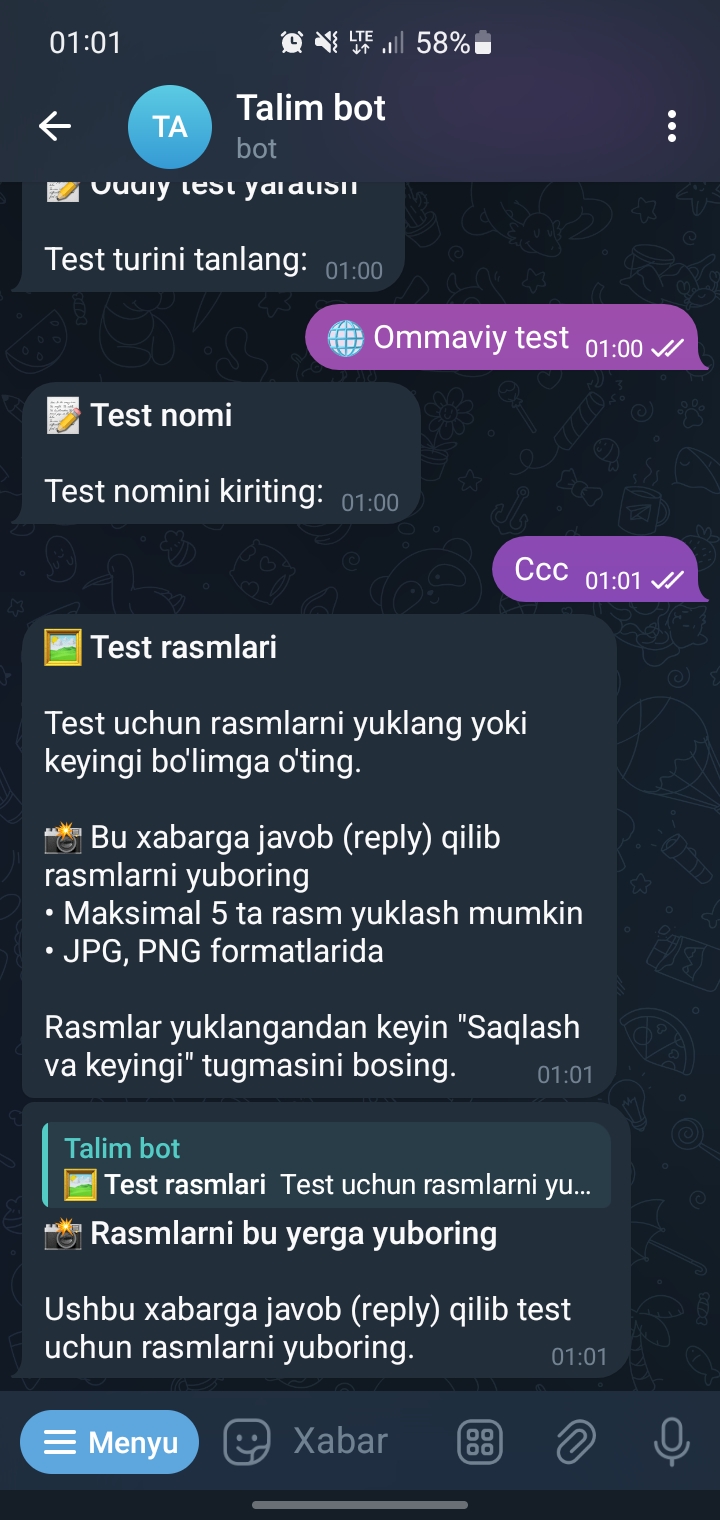 01:01
LTE
58%
TA
Talim bot
bot
Oddiy test yaratish
Test turini tanlang: 01:00
Ommaviy test 01:00
Test nomi
Test nomini kiriting: 01:00
Ccc 01:01
Test rasmlari
Test uchun rasmlarni yuklang yoki
keyingi bo'limga o'ting.
Bu xabarga javob (reply) qilib
rasmlarni yuboring
• Maksimal 5 ta rasm yuklash mumkin
• JPG, PNG formatlarida
Rasmlar yuklangandan keyin "Saqlash
va keyingi" tugmasini bosing. 01:01
Talim bot
Test rasmlari Test uchun rasmlarni yu...
Rasmlarni bu yerga yuboring
Ushbu xabarga javob (reply) qilib test
uchun rasmlarni yuboring. 01:01
Menyu
Xabar